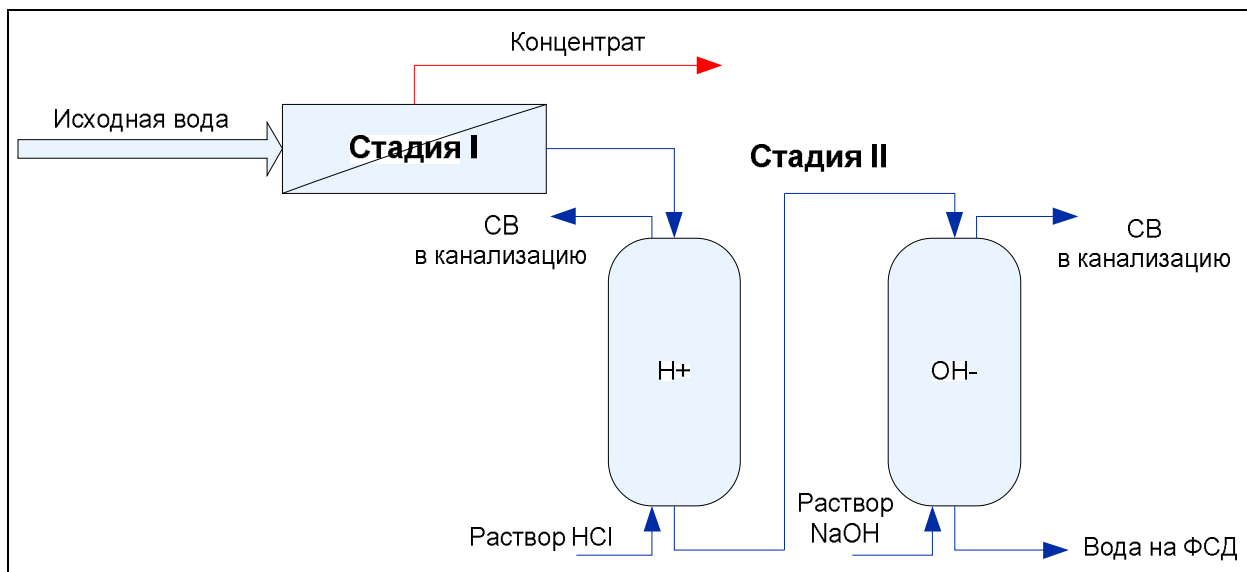 Концентрат
Исходная вода
Стадия I
Стадия II
СВ
в канализацию
СВ
в канализацию
H+
OH-
Раствор HCl
Раствор
NaOH
Вода на ФСД